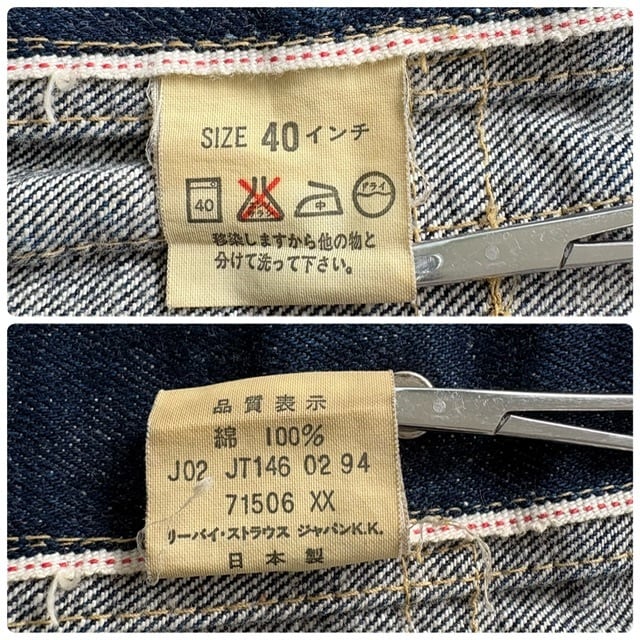 SIZE 40インチ
40 中 ドライ
移染しますから他の物と
分けて洗って下さい。
品質表示
綿 100%
J02 JT146 02 94
71506 XX
リーバイ・ストラウス ジャパンK.K.
日本製